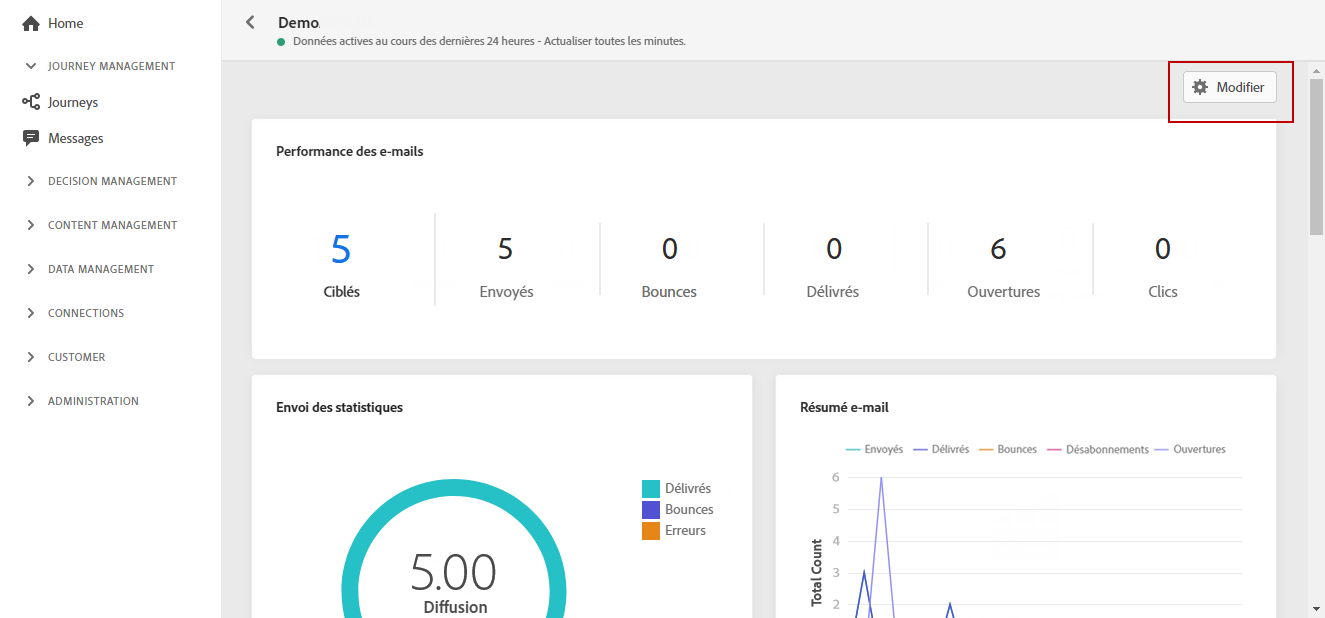 Home
JOURNEY MANAGEMENT
Journeys
Messages
DECISION MANAGEMENT
CONTENT MANAGEMENT
DATA MANAGEMENT
CONNECTIONS
CUSTOMER
ADMINISTRATION
Demo
Données actives au cours des dernières 24 heures - Actualiser toutes les minutes.
Modifier
Performance des e-mails
5 5 0 0 6 0
Ciblés Envoyés Bounces Délivrés Ouvertures Clics
Envoi des statistiques
Délivrés
Bounces
Erreurs
5.00
Diffusion
Résumé e-mail
Envoyés Délivrés Bounces Désabonnements Ouvertures
Total Count
6
5
4
3
2